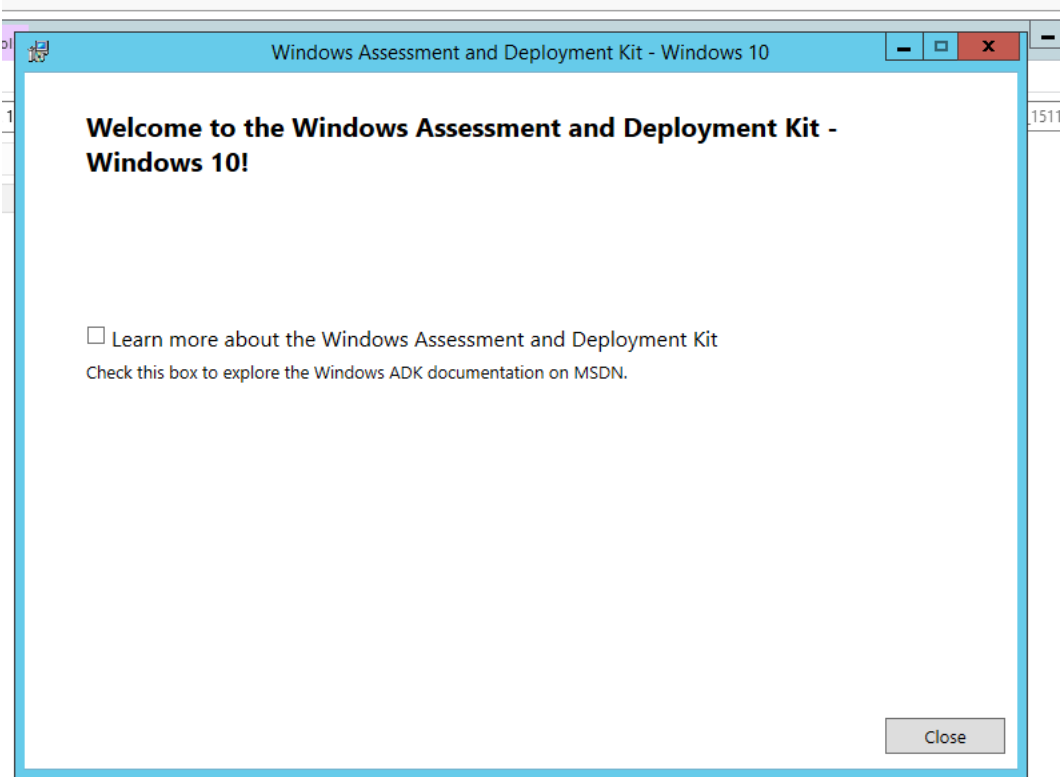 Windows Assessment and Deployment Kit - Windows 10
Welcome to the Windows Assessment and Deployment Kit -
Windows 10!
1511
Learn more about the Windows Assessment and Deployment Kit
Check this box to explore the Windows ADK documentation on MSDN.
Close